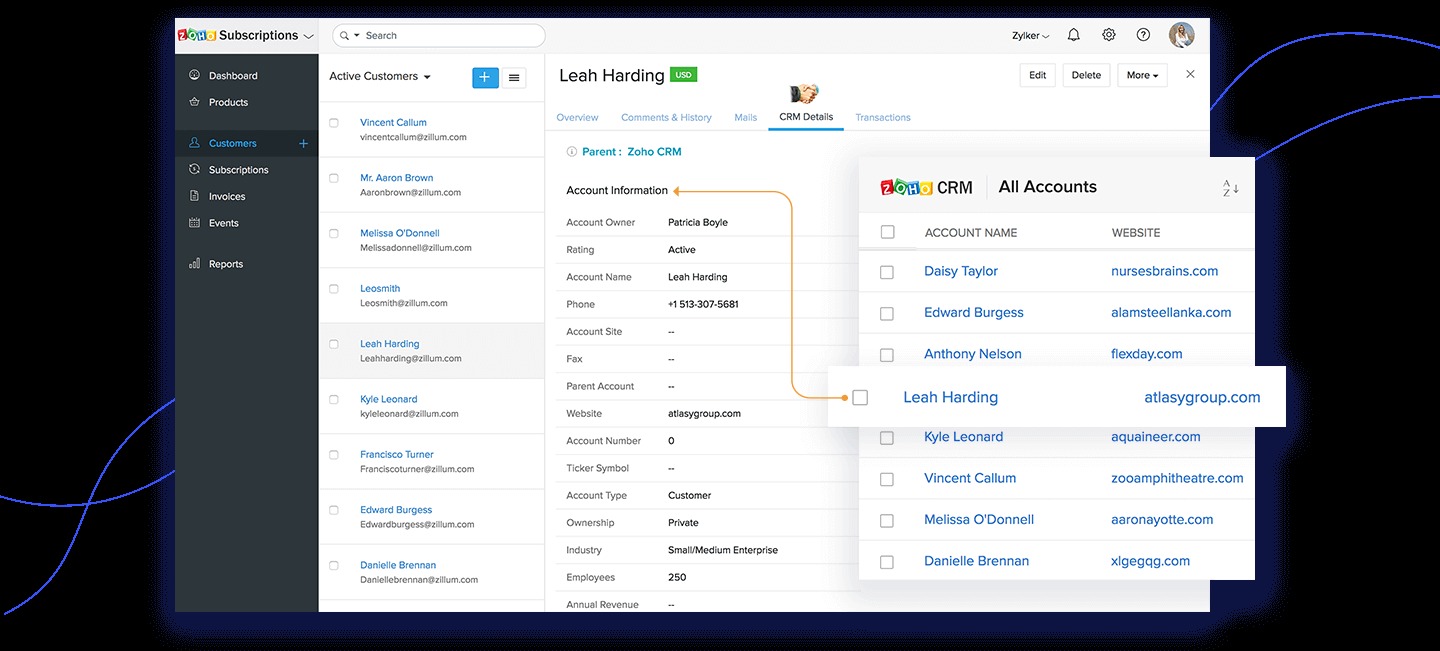 ZOHO Subscriptions
Search
Zylker
Dashboard
Products
Customers +
Subscriptions
Invoices
Events
Reports
Active Customers
+
Vincent Callum
vincentcallum@zillum.com
Mr. Aaron Brown
Aaronbrown@zillum.com
Melissa O'Donnell
Melissadonnell@zillum.com
Leosmith
Leosmith@zillum.com
Leah Harding
Leahharding@zillum.com
Kyle Leonard
kyleleonard@zillum.com
Francisco Turner
Franciscoturner@zillum.com
Edward Burgess
Edwardburgess@zillum.com
Danielle Brennan
Daniellebrennan@zillum.com
Leah Harding USD
Edit Delete More
Overview Comments & History Mails CRM Details Transactions
Parent : Zoho CRM
Account Information
Account Owner Patricia Boyle
Rating Active
Account Name Leah Harding
Phone +1 513-307-5681
Account Site --
Fax --
Parent Account --
Website atlasygroup.com
Account Number 0
Ticker Symbol --
Account Type Customer
Ownership Private
Industry Small/Medium Enterprise
Employees 250
Annual Revenue --
ZOHO CRM All Accounts
A
Z
ACCOUNT NAME WEBSITE
Daisy Taylor nursesbrains.com
Edward Burgess alamsteellanka.com
Anthony Nelson flexday.com
Leah Harding atlasygroup.com
Kyle Leonard aquaineer.com
Vincent Callum zooamphitheatre.com
Melissa O'Donnell aaronayotte.com
Danielle Brennan xlgegqg.com